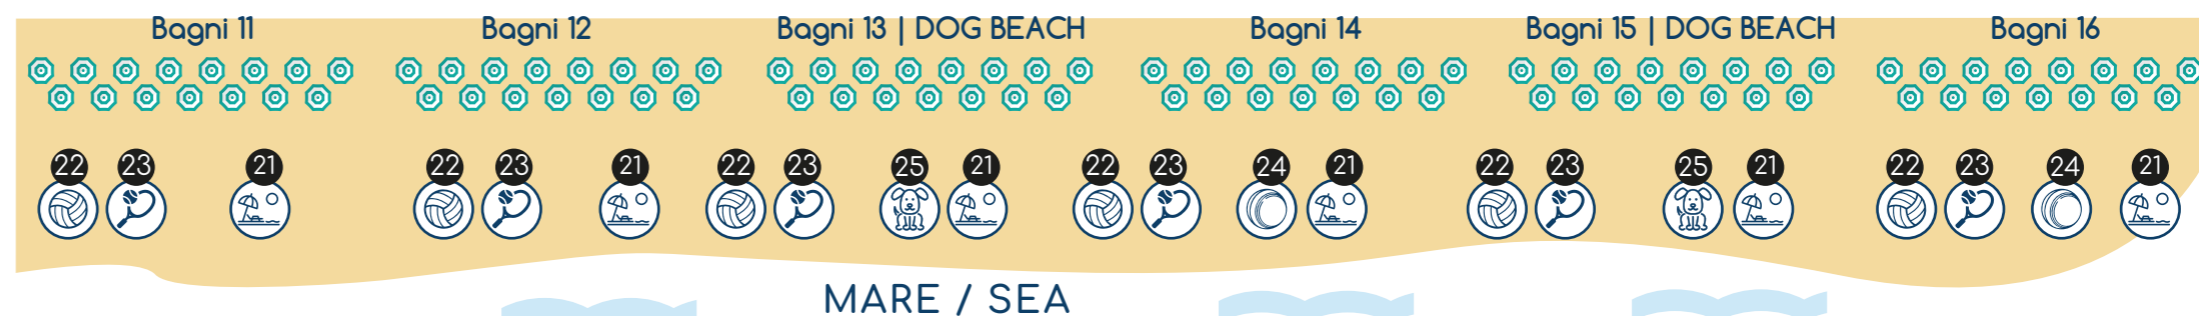 Bagni 11
Bagni 12
Bagni 13 | DOG BEACH
Bagni 14
Bagni 15 | DOG BEACH
Bagni 16
22 23 21
22 23 21
22 23 25 21
22 23 24 21
22 23 25 21
22 23 24 21
MARE / SEA